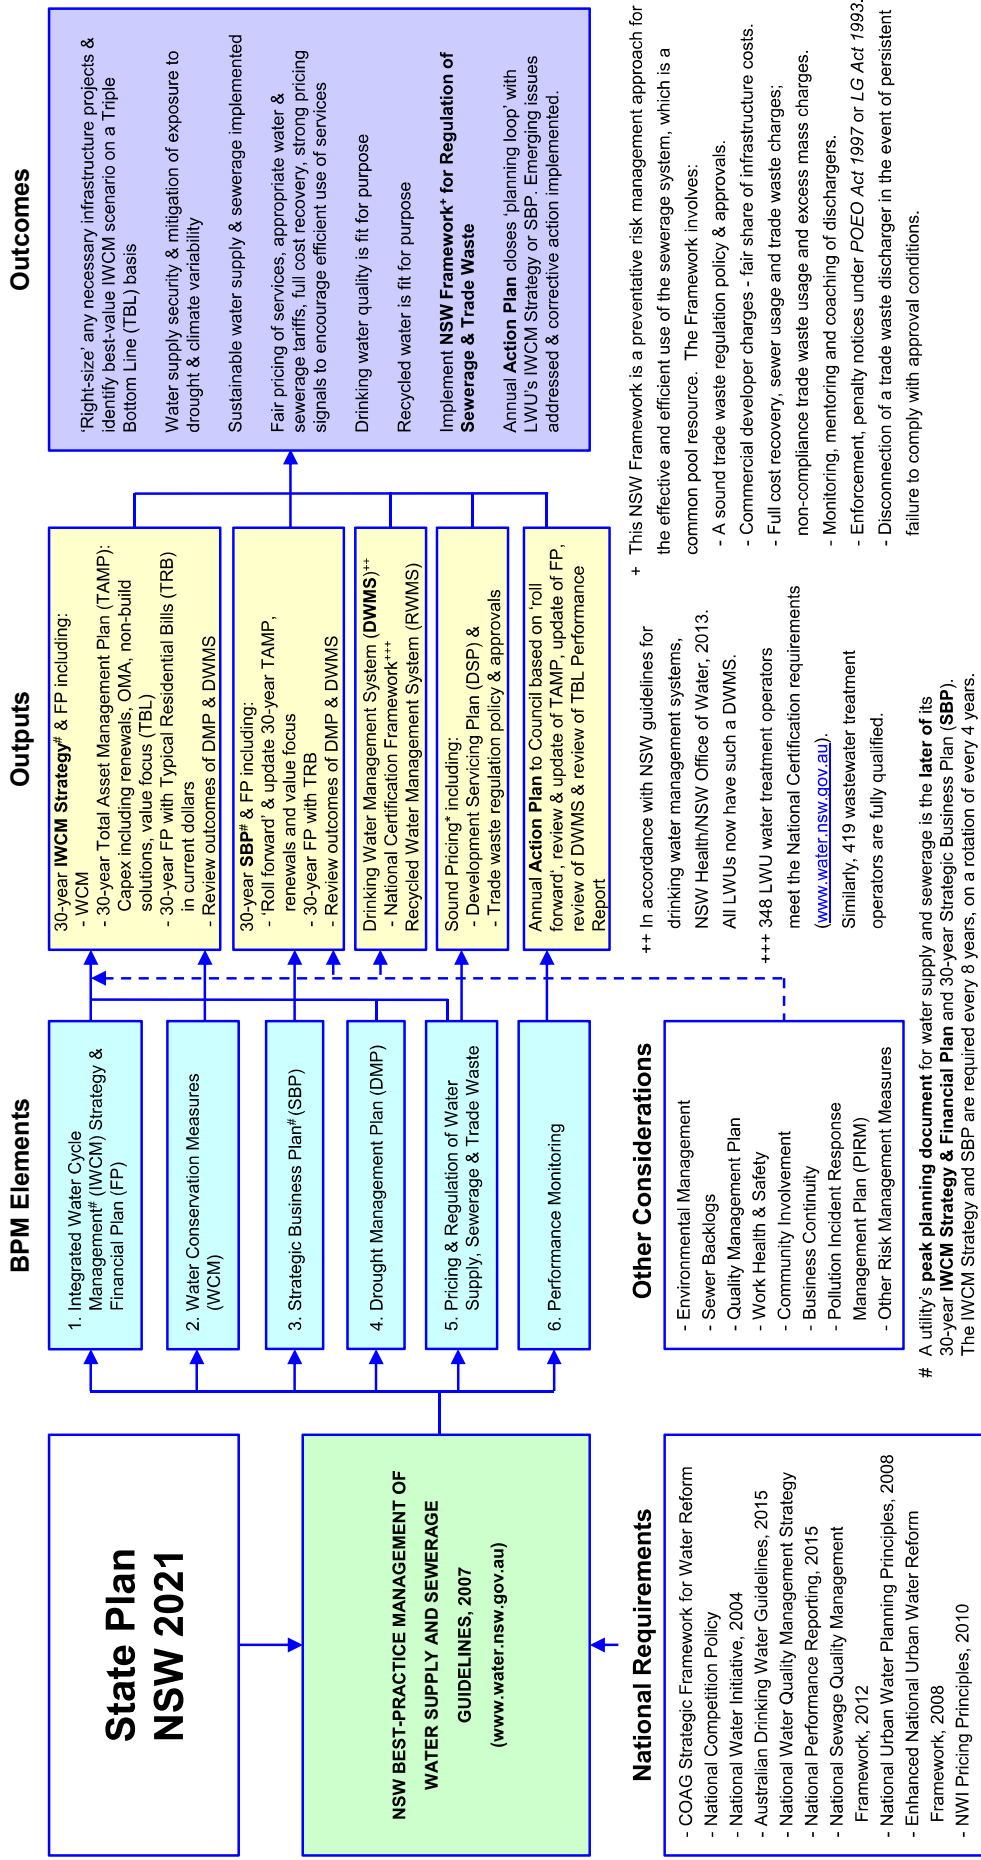 State Plan
NSW 2021
NSW BEST-PRACTICE MANAGEMENT OF
WATER SUPPLY AND SEWERAGE
GUIDELINES, 2007
(www.water.nsw.gov.au)
National Requirements
- COAG Strategic Framework for Water Reform
- National Competition Policy
- National Water Initiative, 2004
- Australian Drinking Water Guidelines, 2015
- National Water Quality Management Strategy
- National Performance Reporting, 2015
- National Sewage Quality Management
Framework, 2012
- National Urban Water Planning Principles, 2008
- Enhanced National Urban Water Reform
Framework, 2008
- NWI Pricing Principles, 2010
BPM Elements
1. Integrated Water Cycle
Management# (IWCM) Strategy &
Financial Plan (FP)
2. Water Conservation Measures
(WCM)
3. Strategic Business Plan# (SBP)
4. Drought Management Plan (DMP)
5. Pricing & Regulation of Water
Supply, Sewerage & Trade Waste
6. Performance Monitoring
Other Considerations
- Environmental Management
- Sewer Backlogs
- Quality Management Plan
- Work Health & Safety
- Community Involvement
- Business Continuity
- Pollution Incident Response
Management Plan (PIRM)
- Other Risk Management Measures
Outputs
30-year IWCM Strategy# & FP including:
- WCM
- 30-year Total Asset Management Plan (TAMP):
Capex including renewals, OMA, non-build
solutions, value focus (TBL)
- 30-year FP with Typical Residential Bills (TRB)
in current dollars
- Review outcomes of DMP & DWMS
30-year SBP# & FP including:
- 'Roll forward' & update 30-year TAMP,
renewals and value focus
- 30-year FP with TRB
- Review outcomes of DMP & DWMS
Drinking Water Management System (DWMS)++
- National Certification Framework+++
Recycled Water Management System (RWMS)
Sound Pricing* including:
- Development Servicing Plan (DSP) &
- Trade waste regulation policy & approvals
Annual Action Plan to Council based on 'roll
forward', review & update of TAMP, update of FP,
review of DWMS & review of TBL Performance
Report
Outcomes
'Right-size' any necessary infrastructure projects &
identify best-value IWCM scenario on a Triple
Bottom Line (TBL) basis
Water supply security & mitigation of exposure to
drought & climate variability
Sustainable water supply & sewerage implemented
Fair pricing of services, appropriate water &
sewerage tariffs, full cost recovery, strong pricing
signals to encourage efficient use of services
Drinking water quality is fit for purpose
Recycled water is fit for purpose
Implement NSW Framework+ for Regulation of
Sewerage & Trade Waste
Annual Action Plan closes 'planning loop' with
LWU's IWCM Strategy or SBP. Emerging issues
addressed & corrective action implemented.
+ This NSW Framework is a preventative risk management approach for
the effective and efficient use of the sewerage system, which is a
common pool resource. The Framework involves:
- A sound trade waste regulation policy & approvals.
- Commercial developer charges - fair share of infrastructure costs.
- Full cost recovery, sewer usage and trade waste charges;
non-compliance trade waste usage and excess mass charges.
- Monitoring, mentoring and coaching of dischargers.
- Enforcement, penalty notices under POEO Act 1997 or LG Act 1993.
- Disconnection of a trade waste discharger in the event of persistent
failure to comply with approval conditions.
++ In accordance with NSW guidelines for
drinking water management systems,
NSW Health/NSW Office of Water, 2013.
All LWUs now have such a DWMS.
+++ 348 LWU water treatment operators
meet the National Certification requirements
(www.water.nsw.gov.au).
Similarly, 419 wastewater treatment
operators are fully qualified.
# A utility's peak planning document for water supply and sewerage is the later of its
30-year IWCM Strategy & Financial Plan and 30-year Strategic Business Plan (SBP).
The IWCM Strategy and SBP are required every 8 years, on a rotation of every 4 years.